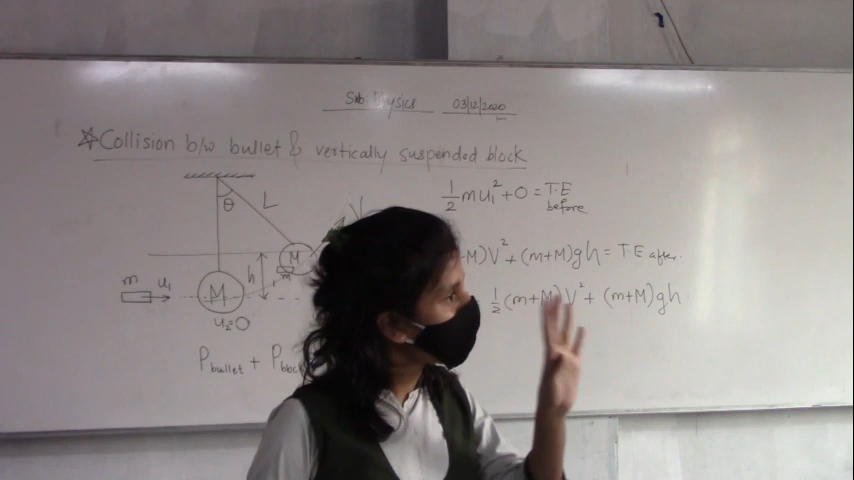 Sub Physics 03/12/2020
☆Collision b/w bullet & vertically suspended block
θ L V
½mu₁²+0 = T.E before
M)V²+(m+M)gh = T E after.
½(m+M)V²+(m+M)gh
m u₁ M h M m
u₂=0
P_bullet + P_block